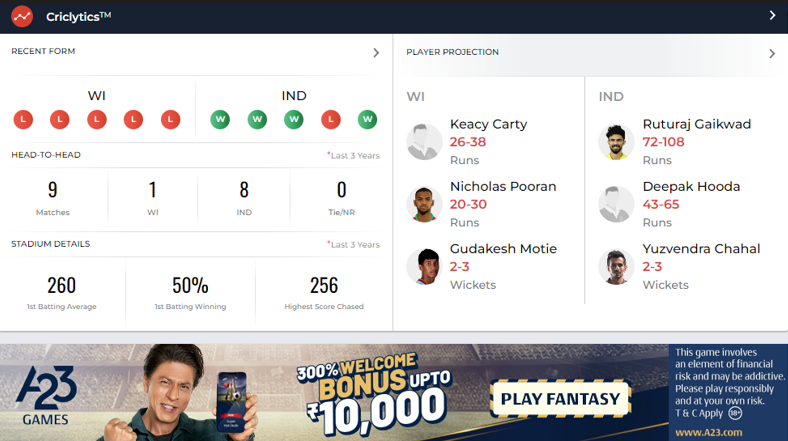 Criclytics™
RECENT FORM
WI
IND
L L L L L
W W W L W
HEAD-TO-HEAD
*Last 3 Years
9
1
8
0
Matches
WI
IND
Tie/NR
STADIUM DETAILS
*Last 3 Years
260
50%
256
1st Batting Average
1st Batting Winning
Highest Score Chased
PLAYER PROJECTION
WI
Keacy Carty
26-38
Runs
Nicholas Pooran
20-30
Runs
Gudakesh Motie
2-3
Wickets
IND
Ruturaj Gaikwad
72-108
Runs
Deepak Hooda
43-65
Runs
Yuzvendra Chahal
2-3
Wickets
A23
GAMES
300% WELCOME
BONUS UPTO
₹10,000
PLAY FANTASY
This game involves
an element of financial
risk and may be addictive.
Please play responsibly
and at your own risk.
T & C Apply 18+
www.A23.com